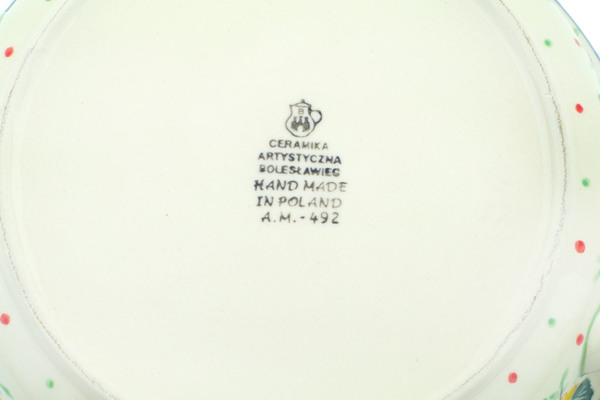 CERAMIKA
ARTYSTYCZNA
BOLESŁAWIEC
HAND MADE
IN POLAND
A.M.-492